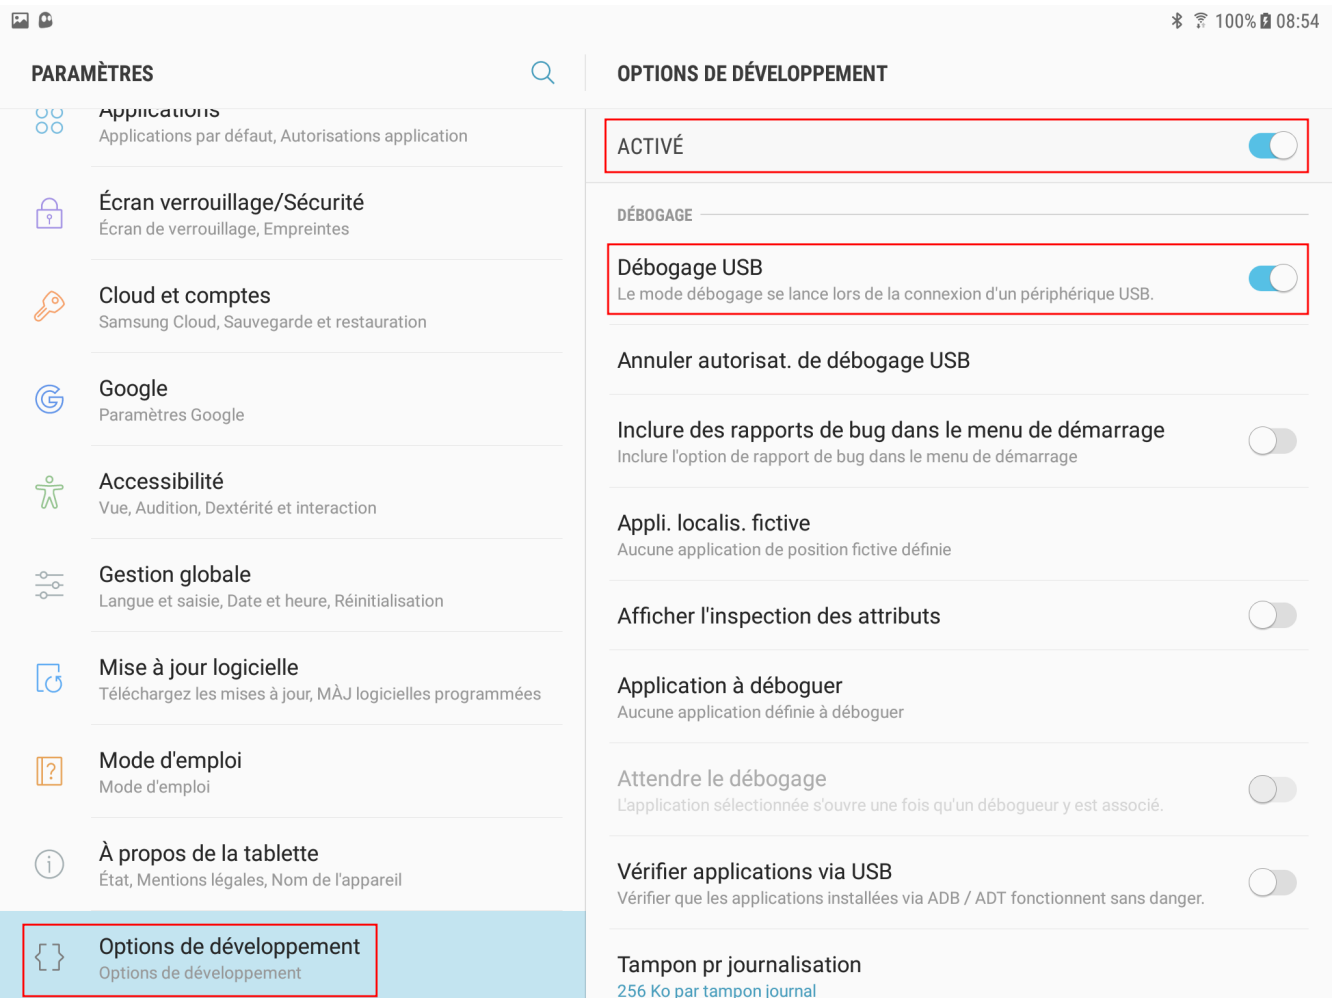 100% 08:54
PARAMÈTRES
Applications
Applications par défaut, Autorisations application
Écran verrouillage/Sécurité
Écran de verrouillage, Empreintes
Cloud et comptes
Samsung Cloud, Sauvegarde et restauration
Google
Paramètres Google
Accessibilité
Vue, Audition, Dextérité et interaction
Gestion globale
Langue et saisie, Date et heure, Réinitialisation
Mise à jour logicielle
Téléchargez les mises à jour, MÀJ logicielles programmées
Mode d'emploi
Mode d'emploi
À propos de la tablette
État, Mentions légales, Nom de l'appareil
Options de développement
Options de développement
OPTIONS DE DÉVELOPPEMENT
ACTIVÉ
DÉBOGAGE
Débogage USB
Le mode débogage se lance lors de la connexion d'un périphérique USB.
Annuler autorisat. de débogage USB
Inclure des rapports de bug dans le menu de démarrage
Inclure l'option de rapport de bug dans le menu de démarrage
Appli. localis. fictive
Aucune application de position fictive définie
Afficher l'inspection des attributs
Application à déboguer
Aucune application définie à déboguer
Attendre le débogage
L'application sélectionnée s'ouvre une fois qu'un débogueur y est associé.
Vérifier applications via USB
Vérifier que les applications installées via ADB / ADT fonctionnent sans danger.
Tampon pr journalisation
256 Ko par tampon journal